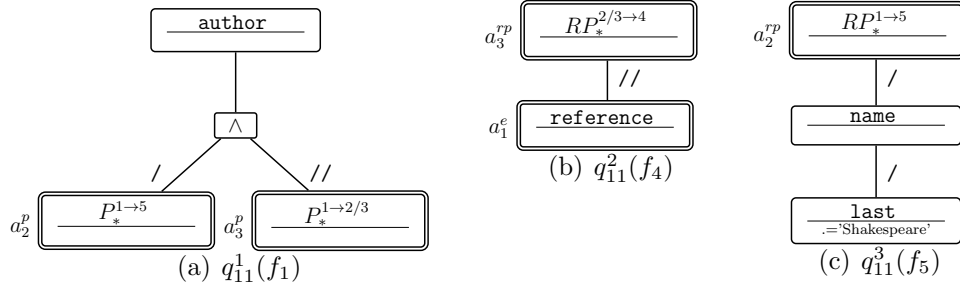 author
∧
/ //
a_2^p P_*^{1→5} a_3^p P_*^{1→2/3}
(a) q_{11}^1(f_1)
a_3^{rp} RP_*^{2/3→4}
//
a_1^e reference
(b) q_{11}^2(f_4)
a_2^{rp} RP_*^{1→5}
/
name
/
last
.='Shakespeare'
(c) q_{11}^3(f_5)